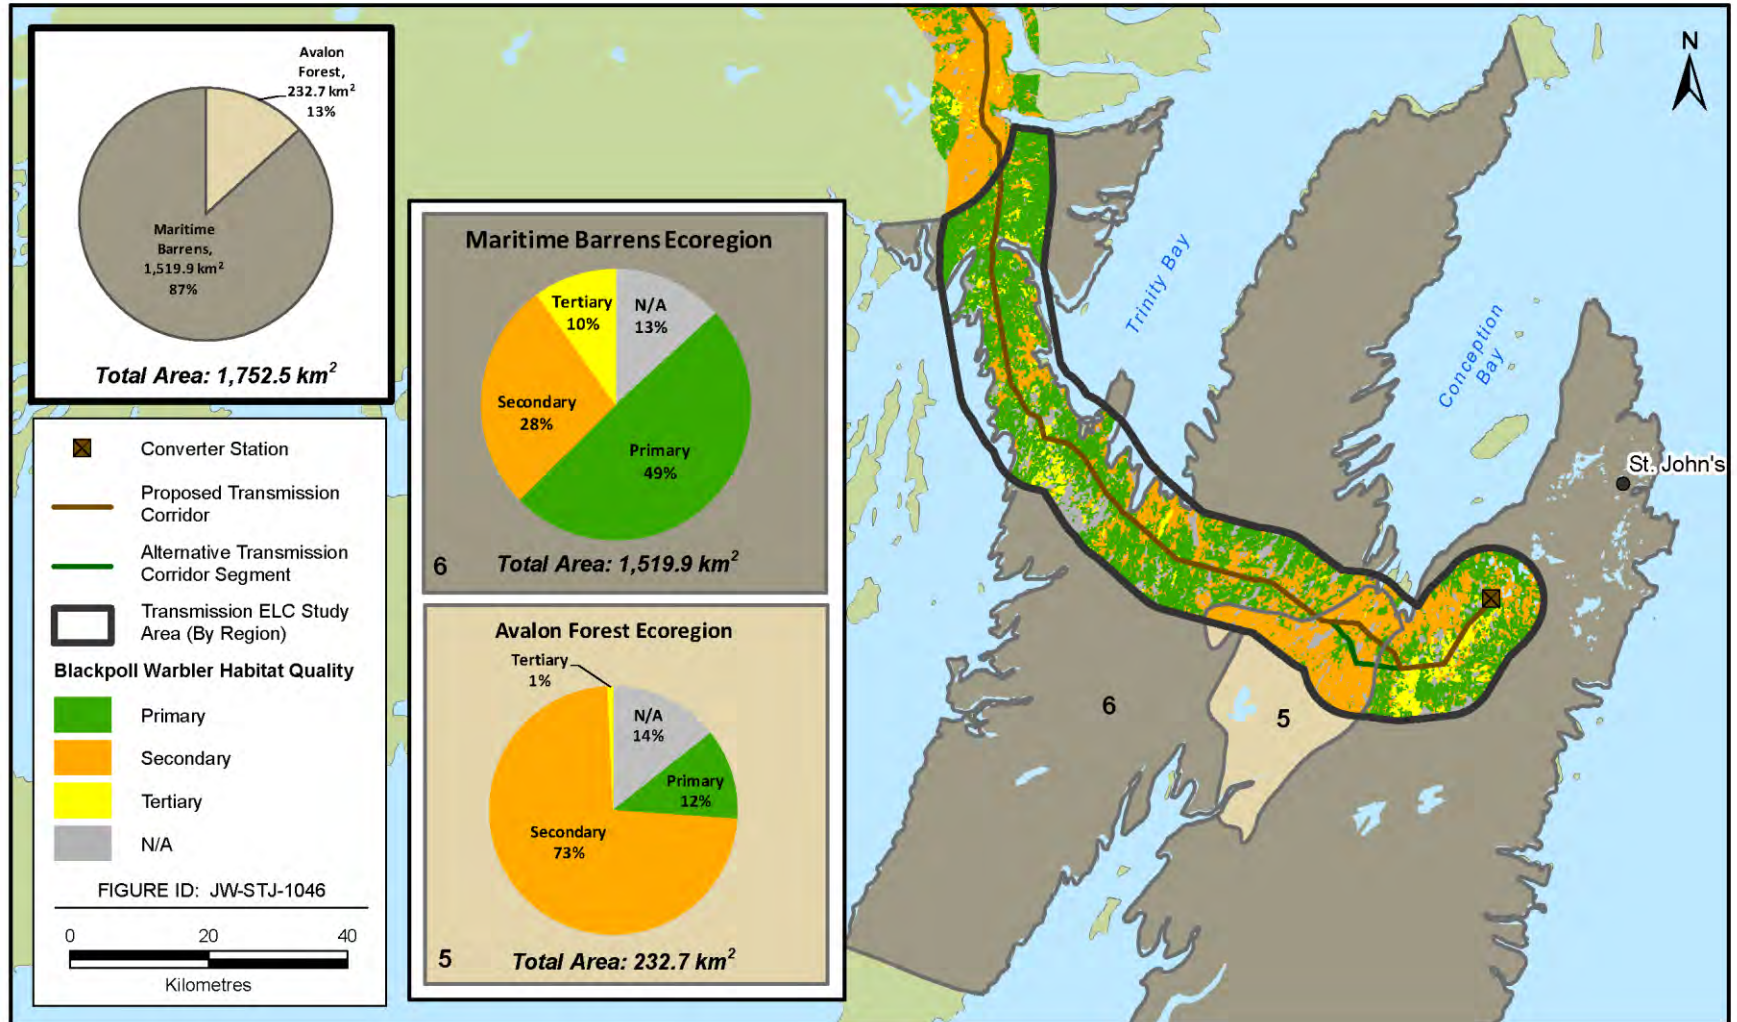 Avalon
Forest,
232.7 km²
13%
Maritime
Barrens,
1,519.9 km²
87%
Total Area: 1,752.5 km²
Converter Station
Proposed Transmission
Corridor
Alternative Transmission
Corridor Segment
Transmission ELC Study
Area (By Region)
Blackpoll Warbler Habitat Quality
Primary
Secondary
Tertiary
N/A
FIGURE ID: JW-STJ-1046
0 20 40
Kilometres
Maritime Barrens Ecoregion
Tertiary
10%
N/A
13%
Secondary
28%
Primary
49%
6 Total Area: 1,519.9 km²
Avalon Forest Ecoregion
Tertiary
1%
N/A
14%
Primary
12%
Secondary
73%
5 Total Area: 232.7 km²
N
Trinity Bay
Conception
Bay
St. John's
6
5